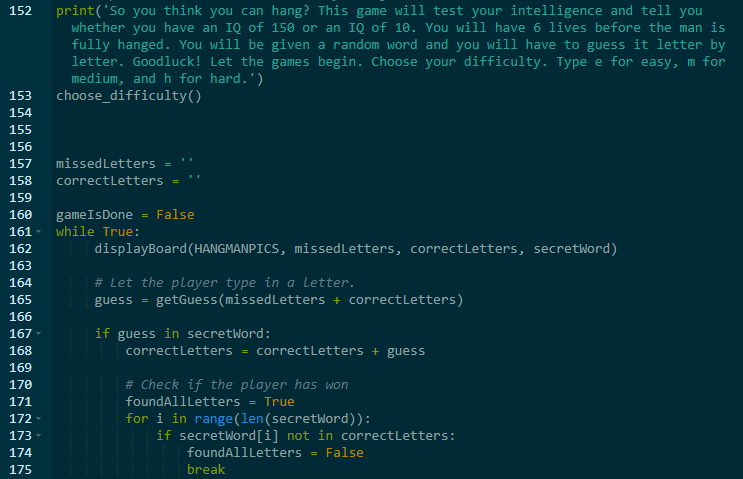 152 print('So you think you can hang? This game will test your intelligence and tell you
whether you have an IQ of 150 or an IQ of 10. You will have 6 lives before the man is
fully hanged. You will be given a random word and you will have to guess it letter by
letter. Goodluck! Let the games begin. Choose your difficulty. Type e for easy, m for
medium, and h for hard.')
153 choose_difficulty()
154
155
156
157 missedLetters = ''
158 correctLetters = ''
159
160 gameIsDone = False
161 while True:
162 displayBoard(HANGMANPICS, missedLetters, correctLetters, secretWord)
163
164 # Let the player type in a letter.
165 guess = getGuess(missedLetters + correctLetters)
166
167 if guess in secretWord:
168 correctLetters = correctLetters + guess
169
170 # Check if the player has won
171 foundAllLetters = True
172 for i in range(len(secretWord)):
173 if secretWord[i] not in correctLetters:
174 foundAllLetters = False
175 break